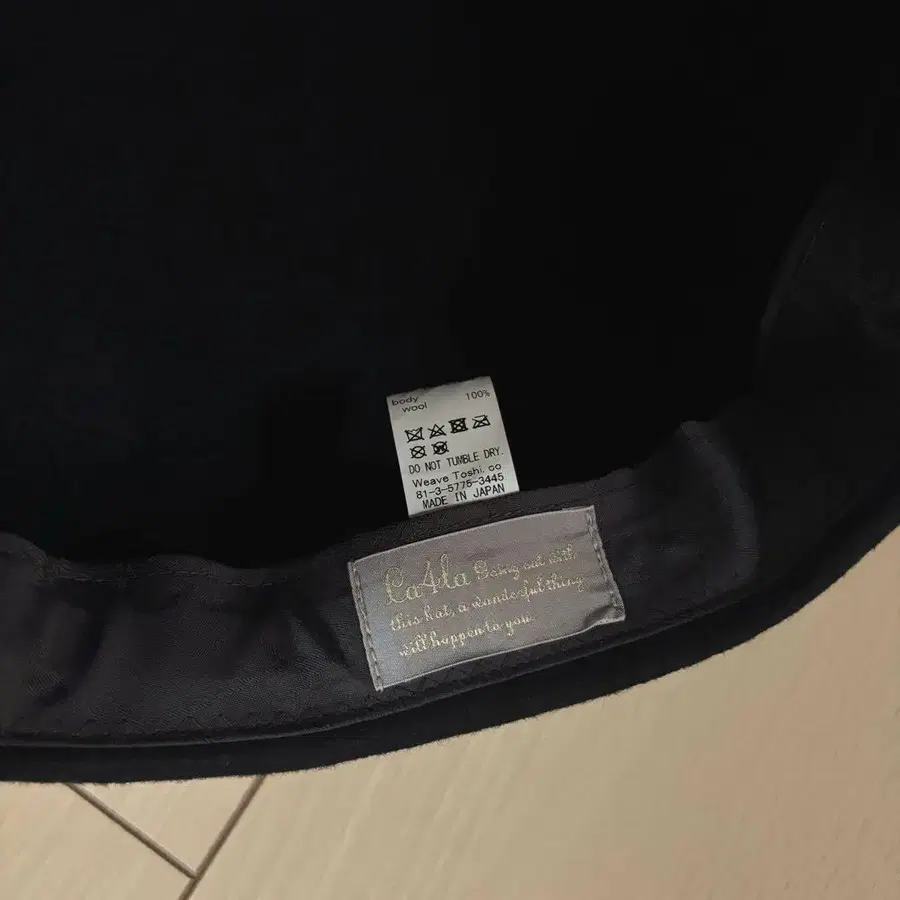 body 100%
wool
DO NOT TUMBLE DRY.
Weave Toshi.co
81-3-5775-3445
MADE IN JAPAN
Ca4la Going out with
this hat, a wonderful thing
will happen to you.